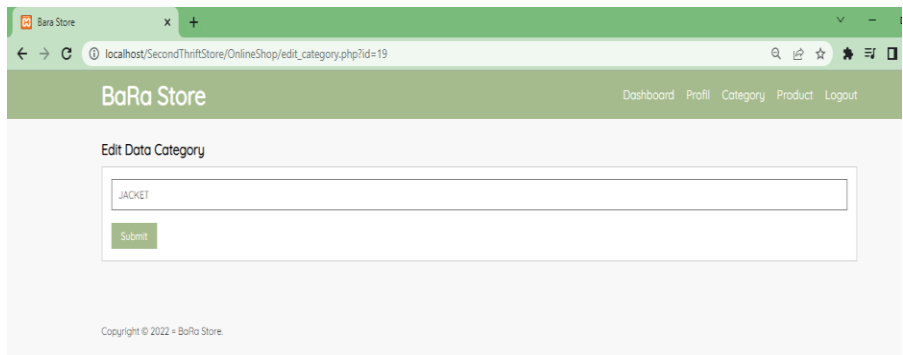 Bara Store
localhost/SecondThriftStore/OnlineShop/edit_category.php?id=19
BaRa Store
Dashboard Profil Category Product Logout
Edit Data Category
JACKET
Submit
Copyright © 2022 = BaRa Store.